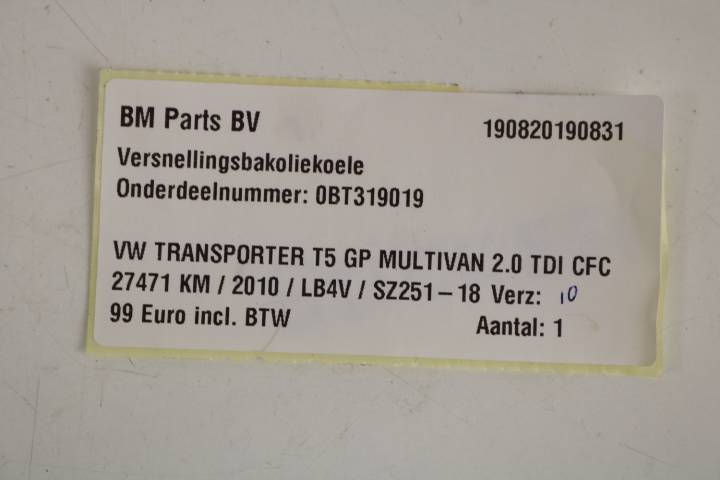 BM Parts BV 190820190831
Versnellingsbakoliekoele
Onderdeelnummer: 0BT319019
VW TRANSPORTER T5 GP MULTIVAN 2.0 TDI CFC
27471 KM / 2010 / LB4V / SZ251-18 Verz: 10
99 Euro incl. BTW Aantal: 1